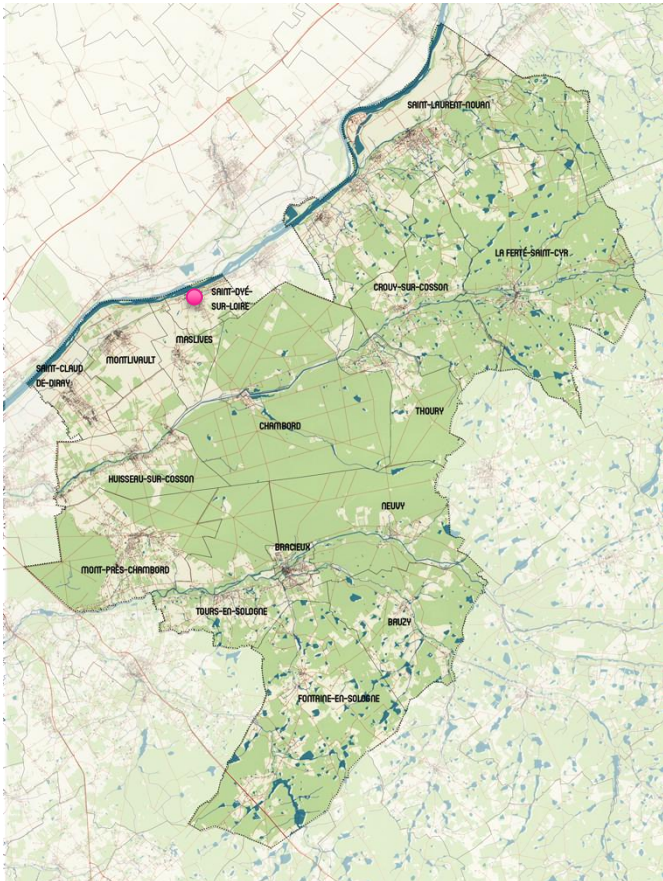 SAINT-LAURENT-NOUAN
LA FERTÉ-SAINT-CYR
CROUY-SUR-COSSON
SAINT-DYÉ-
SUR-LOIRE
MASLIVES
MONTLIVAULT
SAINT-CLAUD
DE-DIRAY
THOURY
CHAMBORD
HUISSEAU-SUR-COSSON
NEUVY
BRACIEUX
MONT-PRÈS-CHAMBORD
TOURS-EN-SOLOGNE
BAUZY
FONTAINE-EN-SOLOGNE